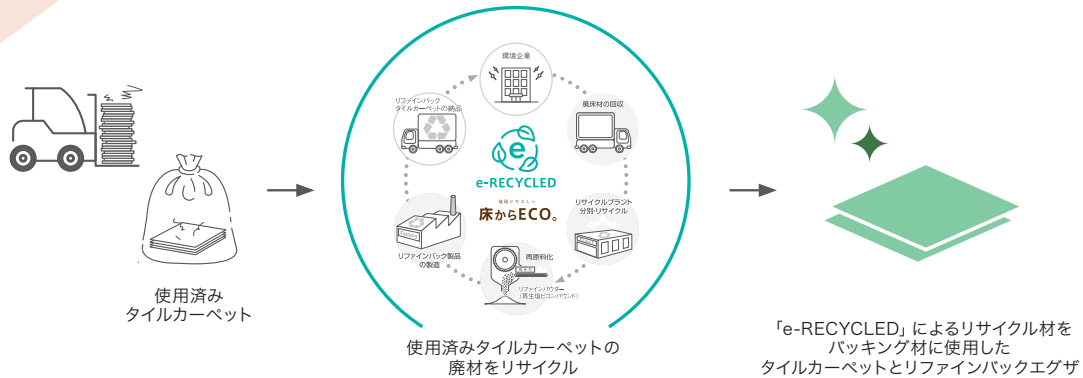 使用済み
タイルカーペット
環境企業
廃床材の回収
リサイクルプラント
分別・リサイクル
再原料化
リファインパウダー
(再生塩ビコンパウンド)
リファインバック製品
の製造
Factory
リファインバック
タイルカーペットの納品
e
e-RECYCLED
地球にやさしい
床からECO。
使用済みタイルカーペットの
廃材をリサイクル
「e-RECYCLED」によるリサイクル材を
バッキング材に使用した
タイルカーペットとリファインバックエグザ